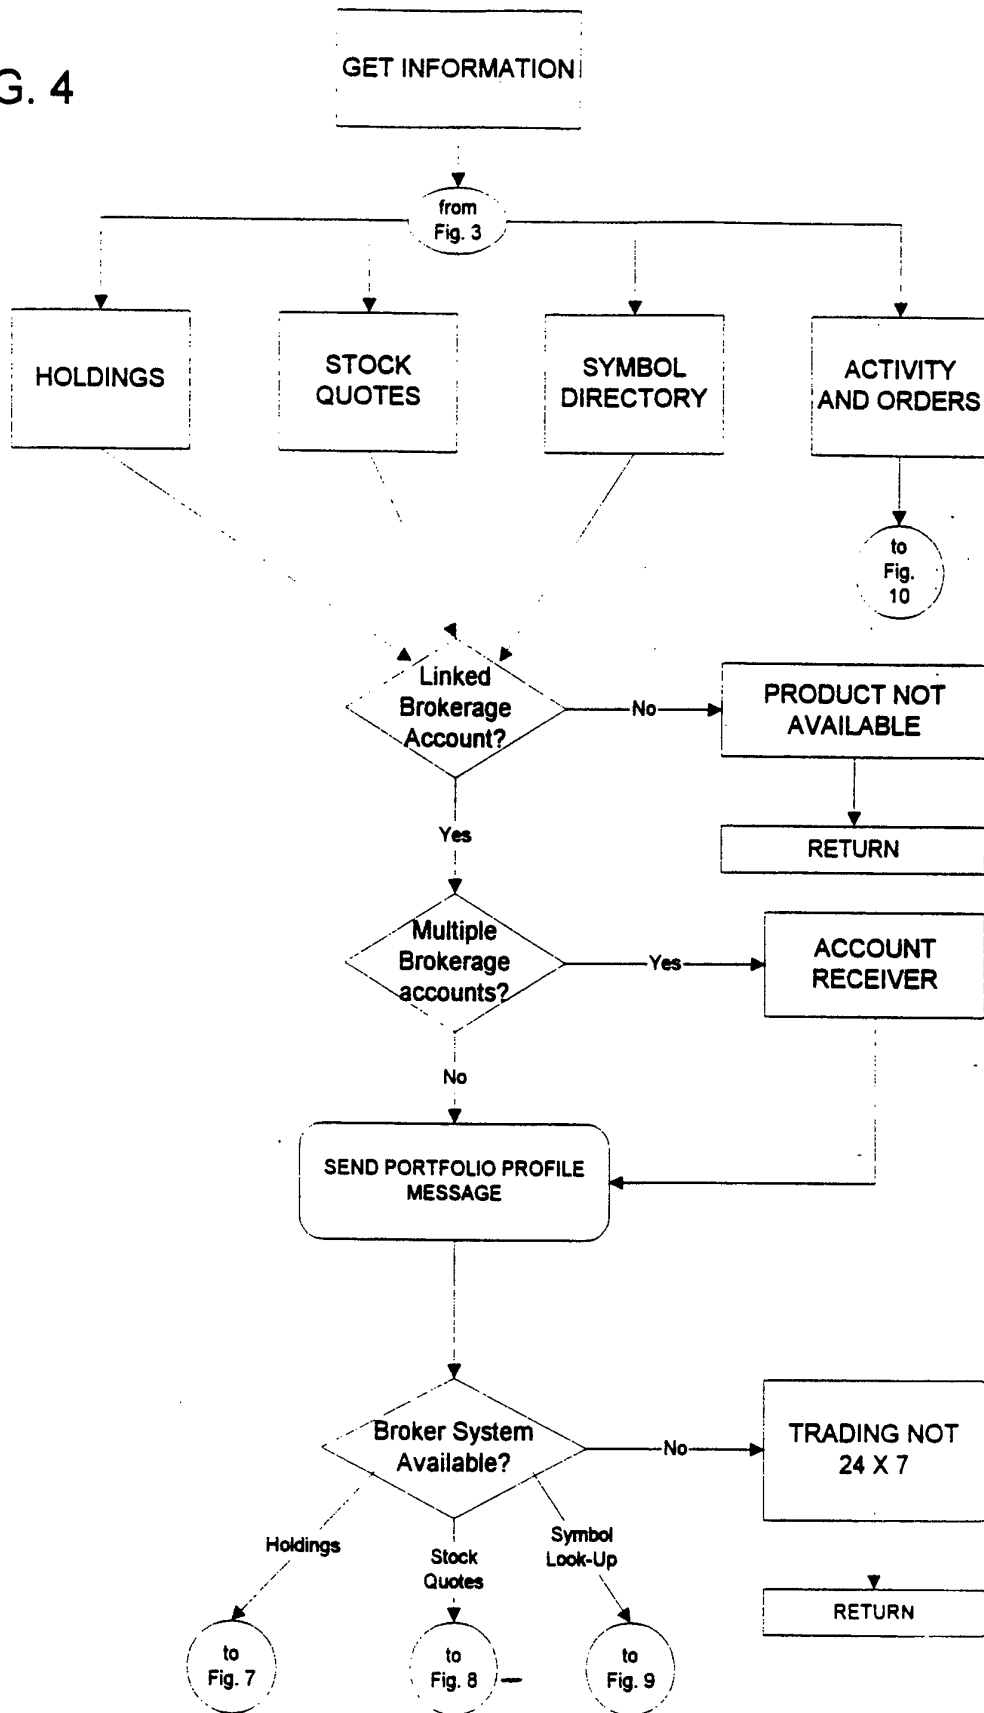 G. 4
GET INFORMATION
from
Fig. 3
HOLDINGS
STOCK
QUOTES
SYMBOL
DIRECTORY
ACTIVITY
AND ORDERS
to
Fig.
10
Linked
Brokerage
Account?
No
PRODUCT NOT
AVAILABLE
Yes
RETURN
Multiple
Brokerage
accounts?
Yes
ACCOUNT
RECEIVER
No
SEND PORTFOLIO PROFILE
MESSAGE
Broker System
Available?
No
TRADING NOT
24 X 7
Holdings
Stock
Quotes
Symbol
Look-Up
RETURN
to
Fig. 7
to
Fig. 8
to
Fig. 9